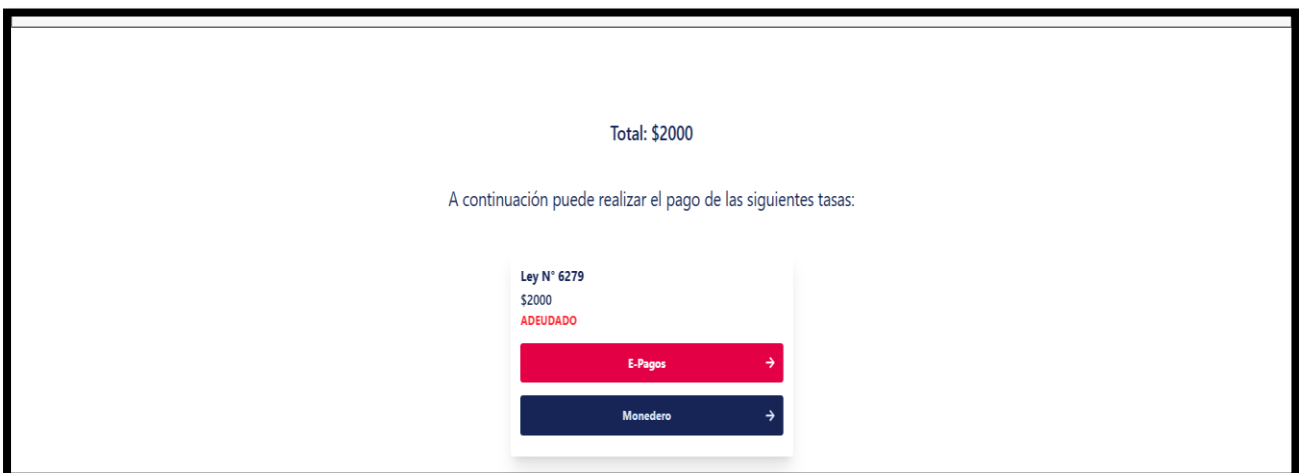 Total: $2000
A continuación puede realizar el pago de las siguientes tasas:
Ley N° 6279
$2000
ADEUDADO
E-Pagos
Monedero